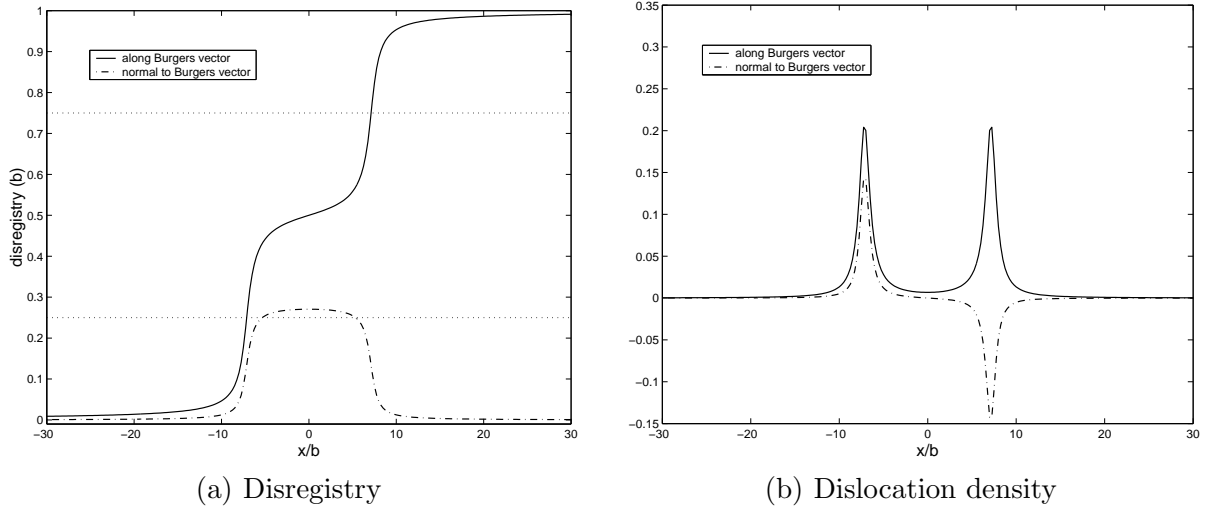 1
0.9
0.8
0.7
0.6
0.5
0.4
0.3
0.2
0.1
0
disregistry (b)
along Burgers vector
normal to Burgers vector
−30 −20 −10 0 10 20 30
x/b
(a) Disregistry
0.35
0.3
0.25
0.2
0.15
0.1
0.05
0
−0.05
−0.1
−0.15
along Burgers vector
normal to Burgers vector
−30 −20 −10 0 10 20 30
x/b
(b) Dislocation density